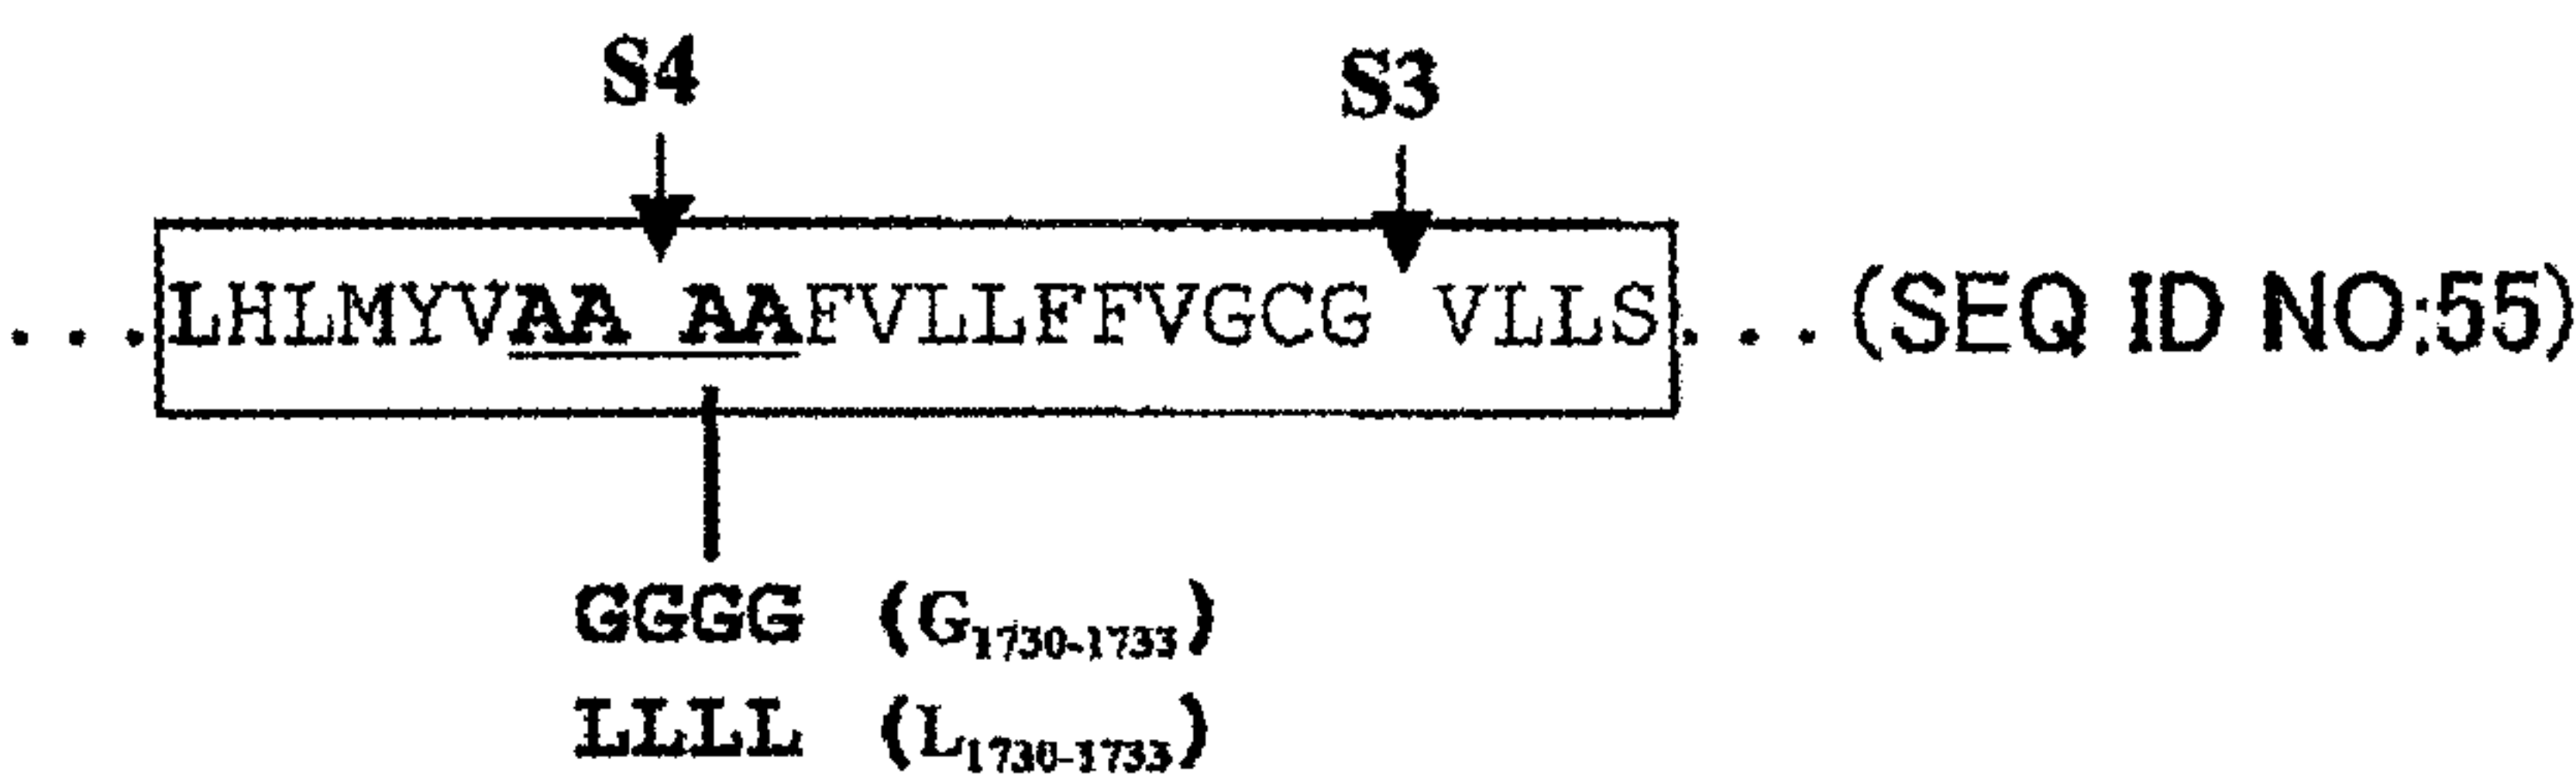 S4 S3
...LHLMYVAA AAFVLLFFVGCG VLLS...(SEQ ID NO:55)
GGGG (G1730-1733)
LLLL (L1730-1733)